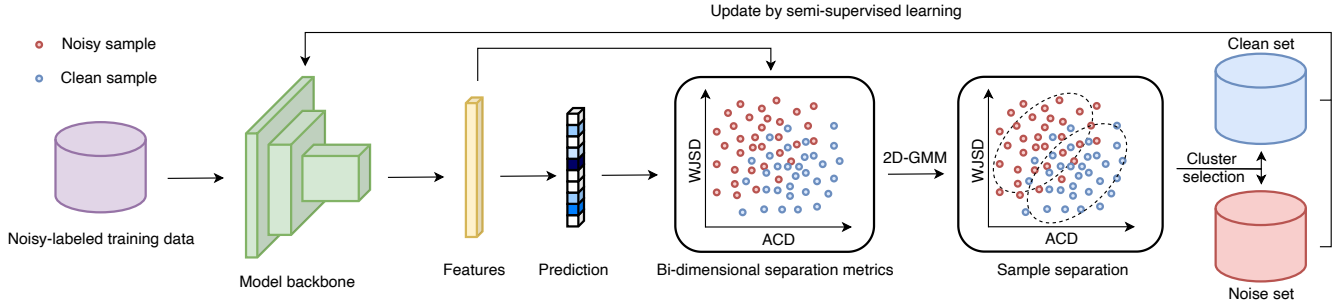 Update by semi-supervised learning
Noisy sample
Clean sample
Clean set
WJSD
ACD
2D-GMM
WJSD
ACD
Cluster
selection
Noisy-labeled training data
Model backbone
Features
Prediction
Bi-dimensional separation metrics
Sample separation
Noise set